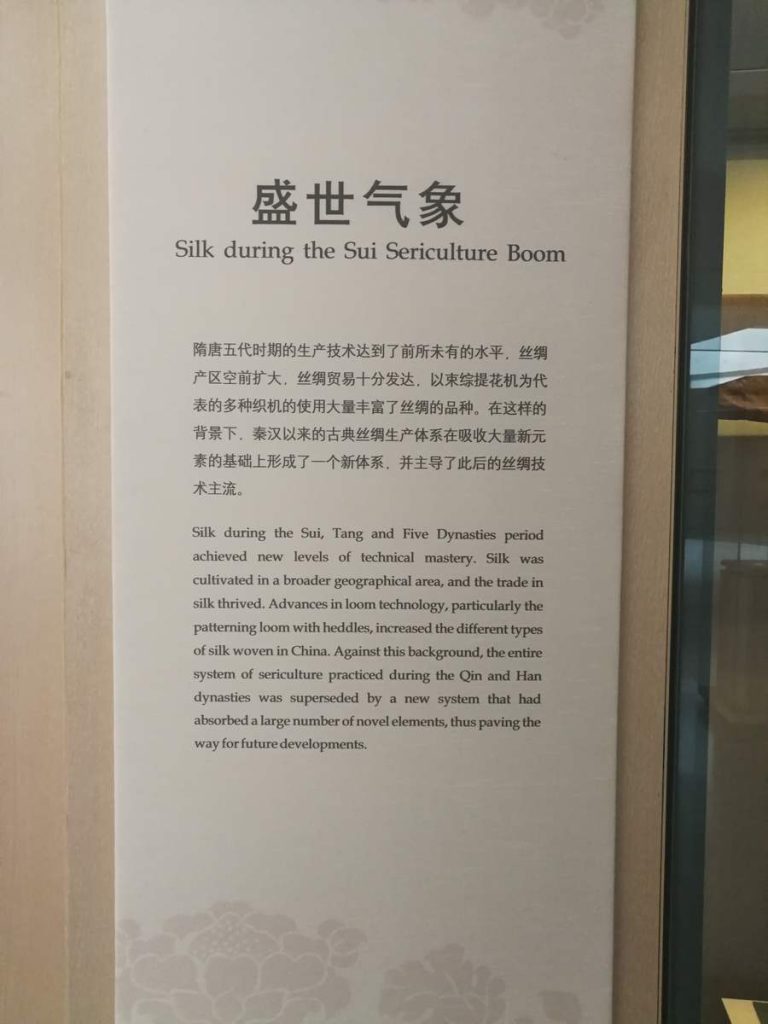 盛世气象
Silk during the Sui Sericulture Boom
隋唐五代时期的生产技术达到了前所未有的水平，丝绸
产区空前扩大，丝绸贸易十分发达，以束综提花机为代
表的多种织机的使用大量丰富了丝绸的品种。在这样的
背景下，秦汉以来的古典丝绸生产体系在吸收大量新元
素的基础上形成了一个新体系，并主导了此后的丝绸技
术主流。
Silk during the Sui, Tang and Five Dynasties period
achieved new levels of technical mastery. Silk was
cultivated in a broader geographical area, and the trade in
silk thrived. Advances in loom technology, particularly the
patterning loom with heddles, increased the different types
of silk woven in China. Against this background, the entire
system of sericulture practiced during the Qin and Han
dynasties was superseded by a new system that had
absorbed a large number of novel elements, thus paving the
way for future developments.